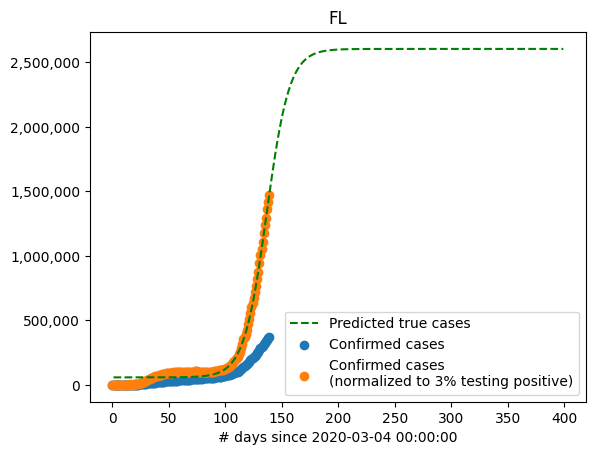 FL
2,500,000
2,000,000
1,500,000
1,000,000
500,000
0
Predicted true cases
Confirmed cases
Confirmed cases
(normalized to 3% testing positive)
0 50 100 150 200 250 300 350 400
# days since 2020-03-04 00:00:00